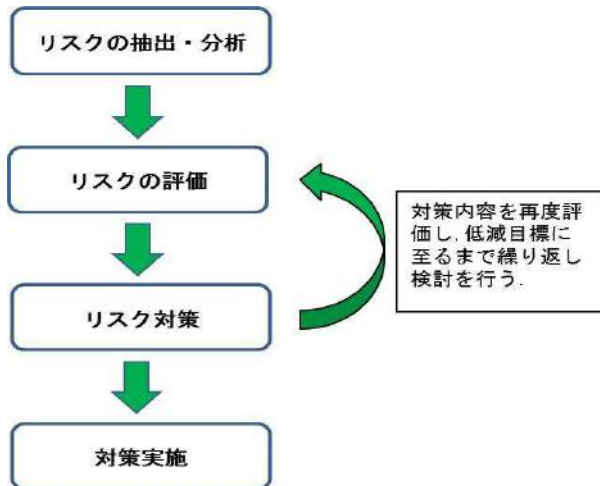 リスクの抽出・分析
リスクの評価
対策内容を再度評
価し,低減目標に
至るまで繰り返し
検討を行う.
リスク対策
対策実施